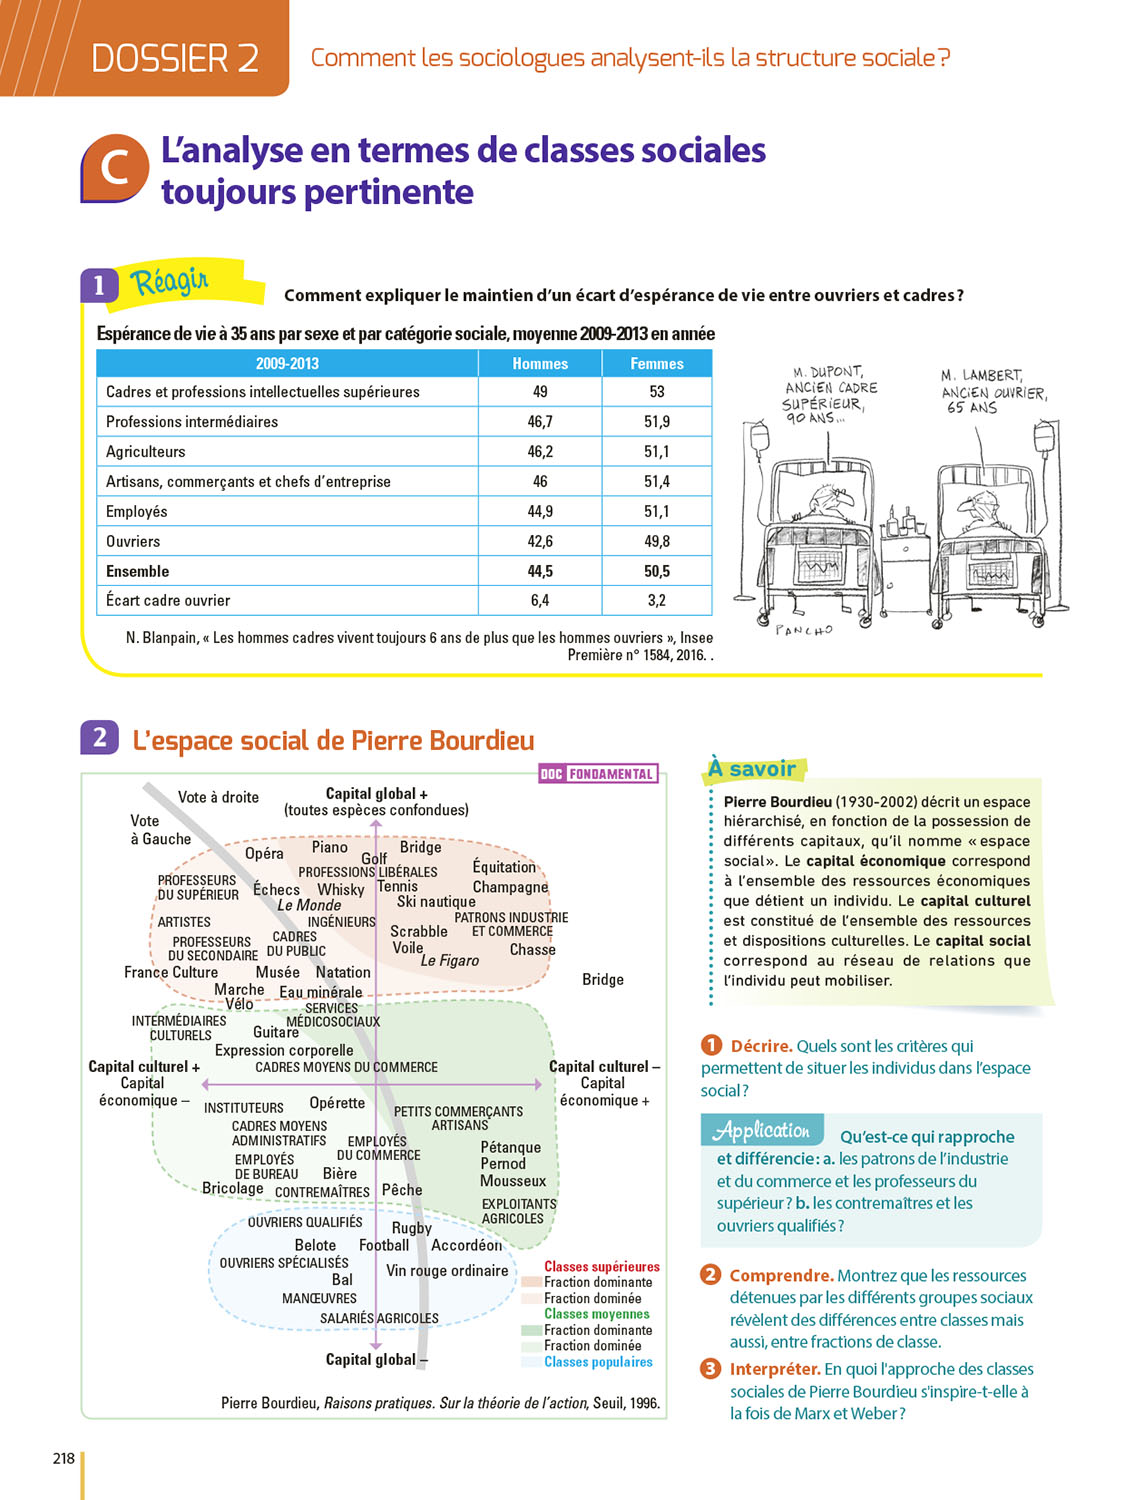 DOSSIER 2
Comment les sociologues analysent-ils la structure sociale ?
C
L'analyse en termes de classes sociales
toujours pertinente
1 Réagir
Comment expliquer le maintien d'un écart d'espérance de vie entre ouvriers et cadres ?
Espérance de vie à 35 ans par sexe et par catégorie sociale, moyenne 2009-2013 en année
2009-2013 Hommes Femmes
Cadres et professions intellectuelles supérieures 49 53
Professions intermédiaires 46,7 51,9
Agriculteurs 46,2 51,1
Artisans, commerçants et chefs d'entreprise 46 51,4
Employés 44,9 51,1
Ouvriers 42,6 49,8
Ensemble 44,5 50,5
Écart cadre ouvrier 6,4 3,2
N. Blanpain, « Les hommes cadres vivent toujours 6 ans de plus que les hommes ouvriers », Insee
Première n° 1584, 2016. .
M. DUPONT,
ANCIEN CADRE
SUPÉRIEUR,
90 ANS...
M. LAMBERT,
ANCIEN OUVRIER,
65 ANS
PANCHO
2 L'espace social de Pierre Bourdieu
DOC FONDAMENTAL
Vote à droite
Vote
à Gauche
Capital global +
(toutes espèces confondues)
Opéra
Piano
Golf
Bridge
Équitation
PROFESSIONS LIBÉRALES
PROFESSEURS
DU SUPÉRIEUR
Échecs
Whisky
Tennis
Champagne
Le Monde
Ski nautique
ARTISTES
INGÉNIEURS
PATRONS INDUSTRIE
ET COMMERCE
Scrabble
CADRES
DU PUBLIC
PROFESSEURS
DU SECONDAIRE
Voile
Chasse
Le Figaro
France Culture
Musée
Natation
Bridge
Marche
Eau minérale
Vélo
SERVICES
MÉDICOSOCIAUX
INTERMÉDIAIRES
CULTURELS
Guitare
Expression corporelle
CADRES MOYENS DU COMMERCE
Capital culturel +
Capital
économique –
Capital culturel –
Capital
économique +
INSTITUTEURS
Opérette
PETITS COMMERÇANTS
ARTISANS
CADRES MOYENS
ADMINISTRATIFS
EMPLOYÉS
DU COMMERCE
Pétanque
Pernod
Mousseux
EMPLOYÉS
DE BUREAU
Bière
Bricolage
CONTREMAÎTRES
Pêche
EXPLOITANTS
AGRICOLES
OUVRIERS QUALIFIÉS
Rugby
Belote
Football
Accordéon
OUVRIERS SPÉCIALISÉS
Bal
Vin rouge ordinaire
MANŒUVRES
SALARIÉS AGRICOLES
Capital global –
Classes supérieures
Fraction dominante
Fraction dominée
Classes moyennes
Fraction dominante
Fraction dominée
Classes populaires
Pierre Bourdieu, Raisons pratiques. Sur la théorie de l'action, Seuil, 1996.
À savoir
Pierre Bourdieu (1930-2002) décrit un espace
hiérarchisé, en fonction de la possession de
différents capitaux, qu'il nomme « espace
social ». Le capital économique correspond
à l'ensemble des ressources économiques
que détient un individu. Le capital culturel
est constitué de l'ensemble des ressources
et dispositions culturelles. Le capital social
correspond au réseau de relations que
l'individu peut mobiliser.
1 Décrire. Quels sont les critères qui
permettent de situer les individus dans l'espace
social ?
Application Qu'est-ce qui rapproche
et différencie : a. les patrons de l'industrie
et du commerce et les professeurs du
supérieur ? b. les contremaîtres et les
ouvriers qualifiés ?
2 Comprendre. Montrez que les ressources
détenues par les différents groupes sociaux
révèlent des différences entre classes mais
aussi, entre fractions de classe.
3 Interpréter. En quoi l'approche des classes
sociales de Pierre Bourdieu s'inspire-t-elle à
la fois de Marx et Weber ?
218